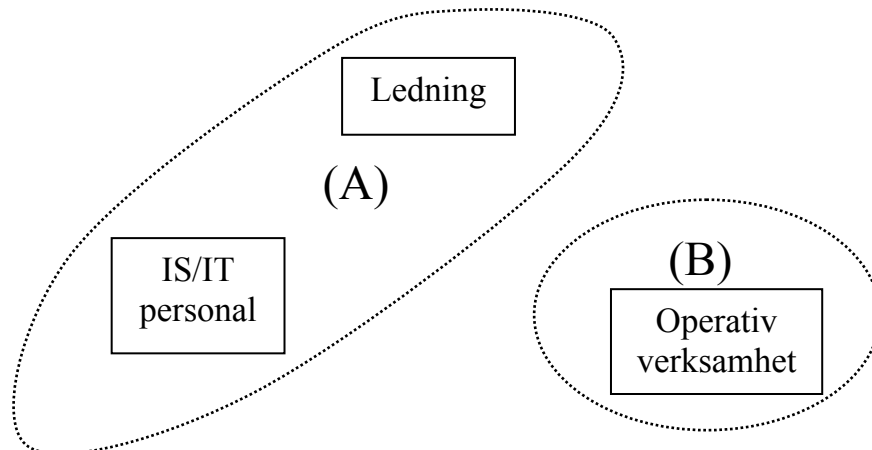 Ledning
(A)
IS/IT
personal
(B)
Operativ
verksamhet